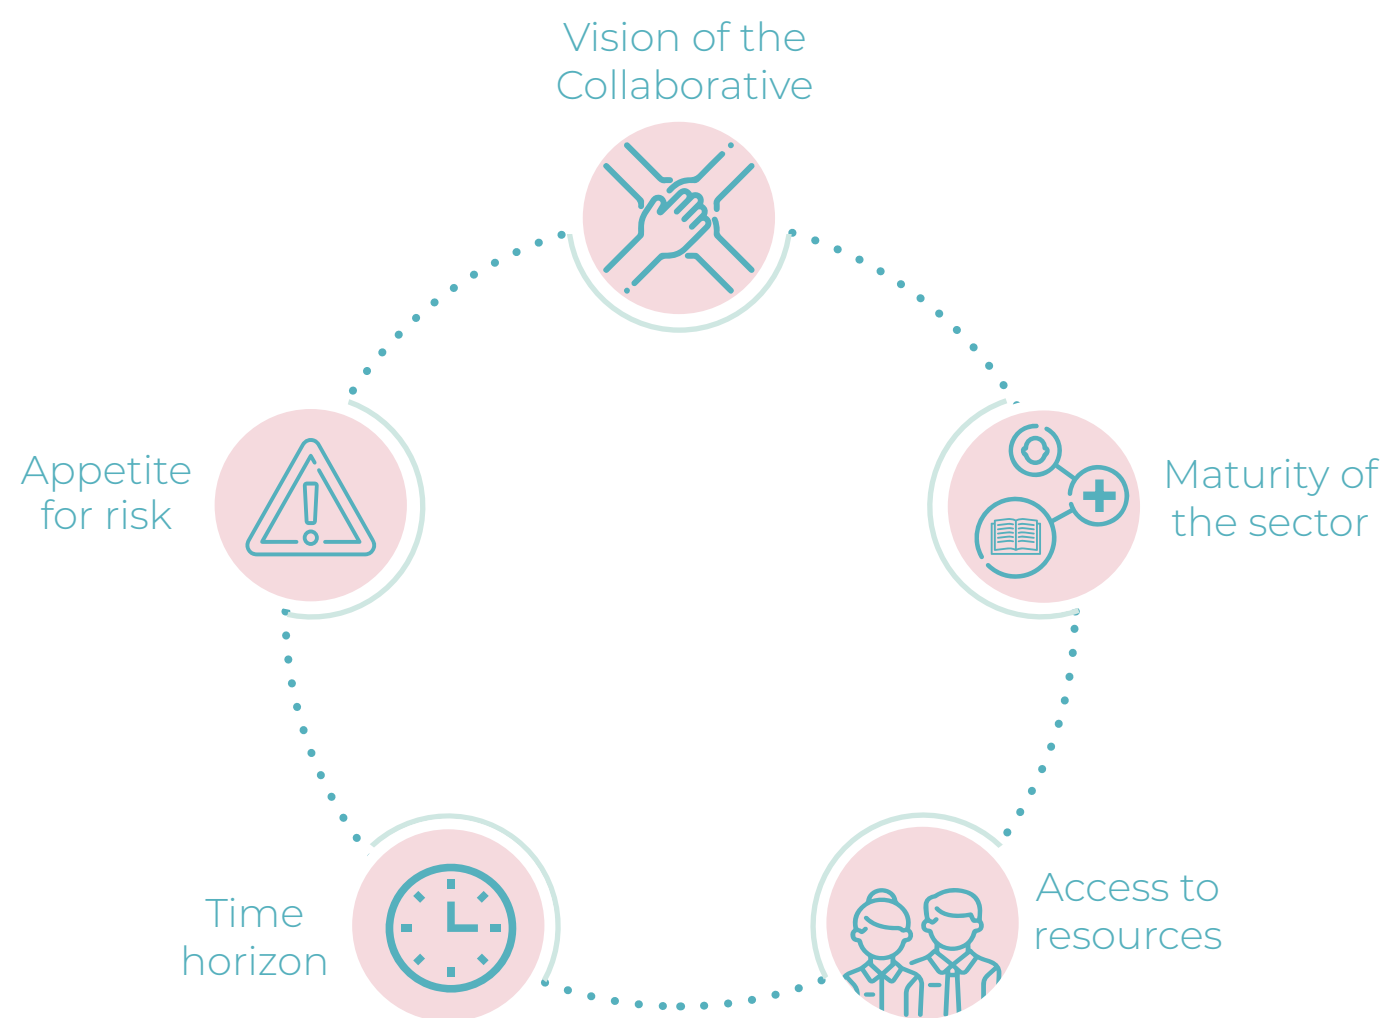 Vision of the
Collaborative
Appetite
for risk
Maturity of
the sector
Time
horizon
Access to
resources